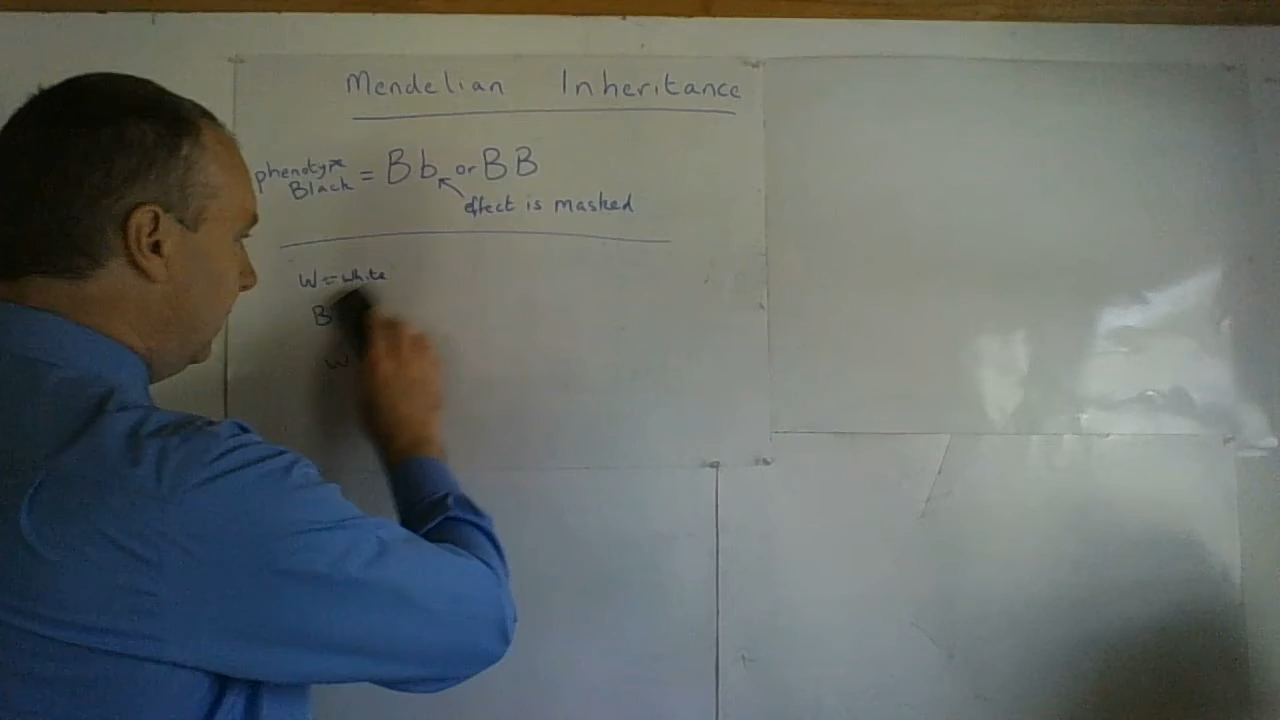 Mendelian Inheritance
phenotype
Black = Bb or BB
effect is masked
W = white
B
W